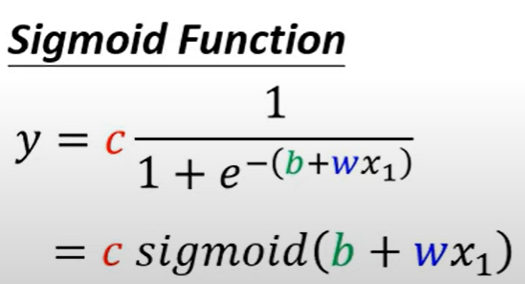 Sigmoid Function
y = c 1 / (1 + e^−(b+wx₁))
= c sigmoid(b + wx₁)